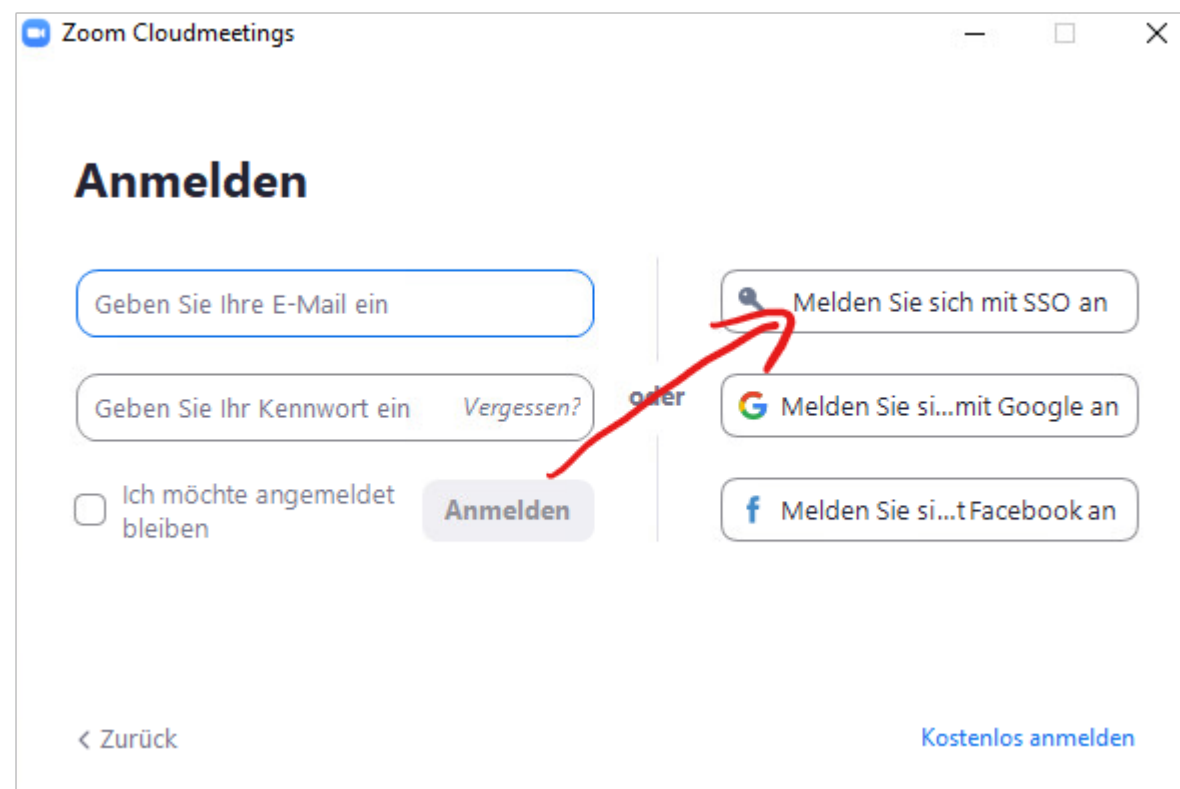 Zoom Cloudmeetings
Anmelden
Geben Sie Ihre E-Mail ein
Geben Sie Ihr Kennwort ein Vergessen?
Ich möchte angemeldet
bleiben
Anmelden
oder
Melden Sie sich mit SSO an
Melden Sie si...mit Google an
Melden Sie si...t Facebook an
< Zurück
Kostenlos anmelden